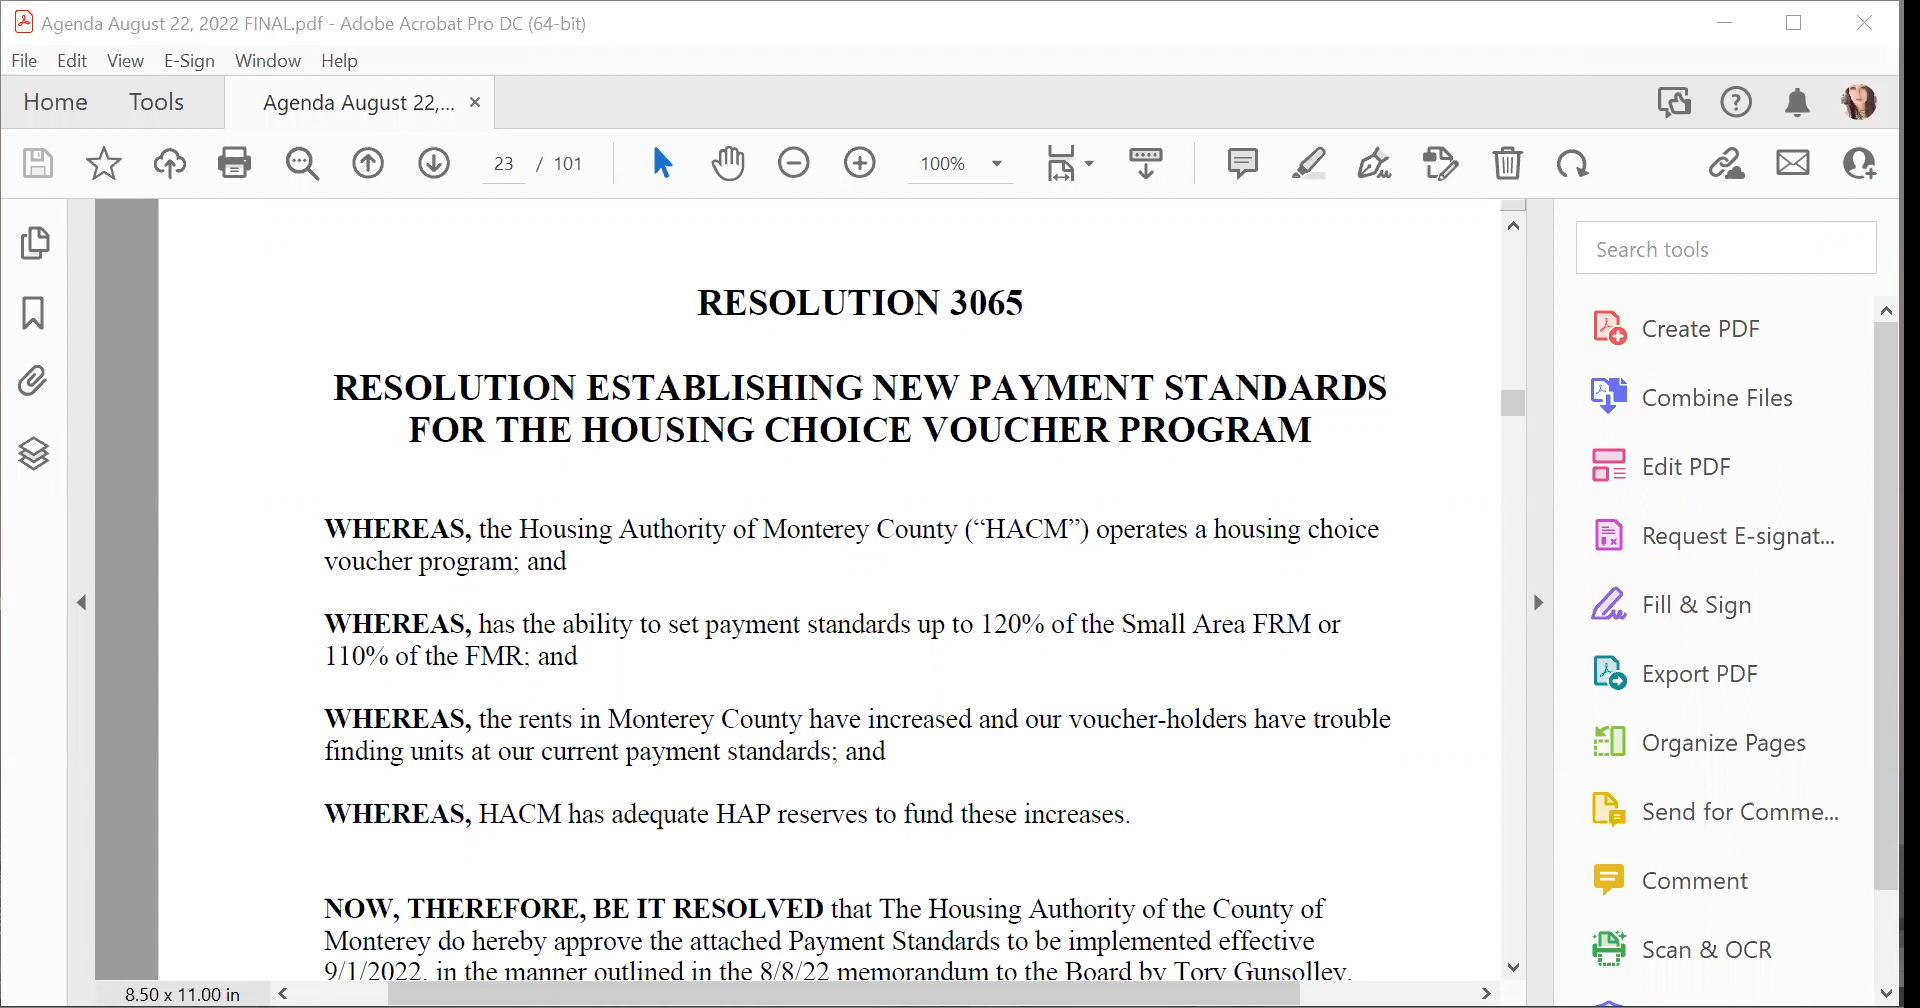 Agenda August 22, 2022 FINAL.pdf - Adobe Acrobat Pro DC (64-bit)
File Edit View E-Sign Window Help
Home Tools Agenda August 22,... ×
23 / 101 100%
Search tools
Create PDF
Combine Files
Edit PDF
Request E-signat...
Fill & Sign
Export PDF
Organize Pages
Send for Comme...
Comment
Scan & OCR
RESOLUTION 3065
RESOLUTION ESTABLISHING NEW PAYMENT STANDARDS
FOR THE HOUSING CHOICE VOUCHER PROGRAM
WHEREAS, the Housing Authority of Monterey County (“HACM”) operates a housing choice
voucher program; and
WHEREAS, has the ability to set payment standards up to 120% of the Small Area FRM or
110% of the FMR; and
WHEREAS, the rents in Monterey County have increased and our voucher-holders have trouble
finding units at our current payment standards; and
WHEREAS, HACM has adequate HAP reserves to fund these increases.
NOW, THEREFORE, BE IT RESOLVED that The Housing Authority of the County of
Monterey do hereby approve the attached Payment Standards to be implemented effective
9/1/2022, in the manner outlined in the 8/8/22 memorandum to the Board by Tory Gunsolley.
8.50 x 11.00 in